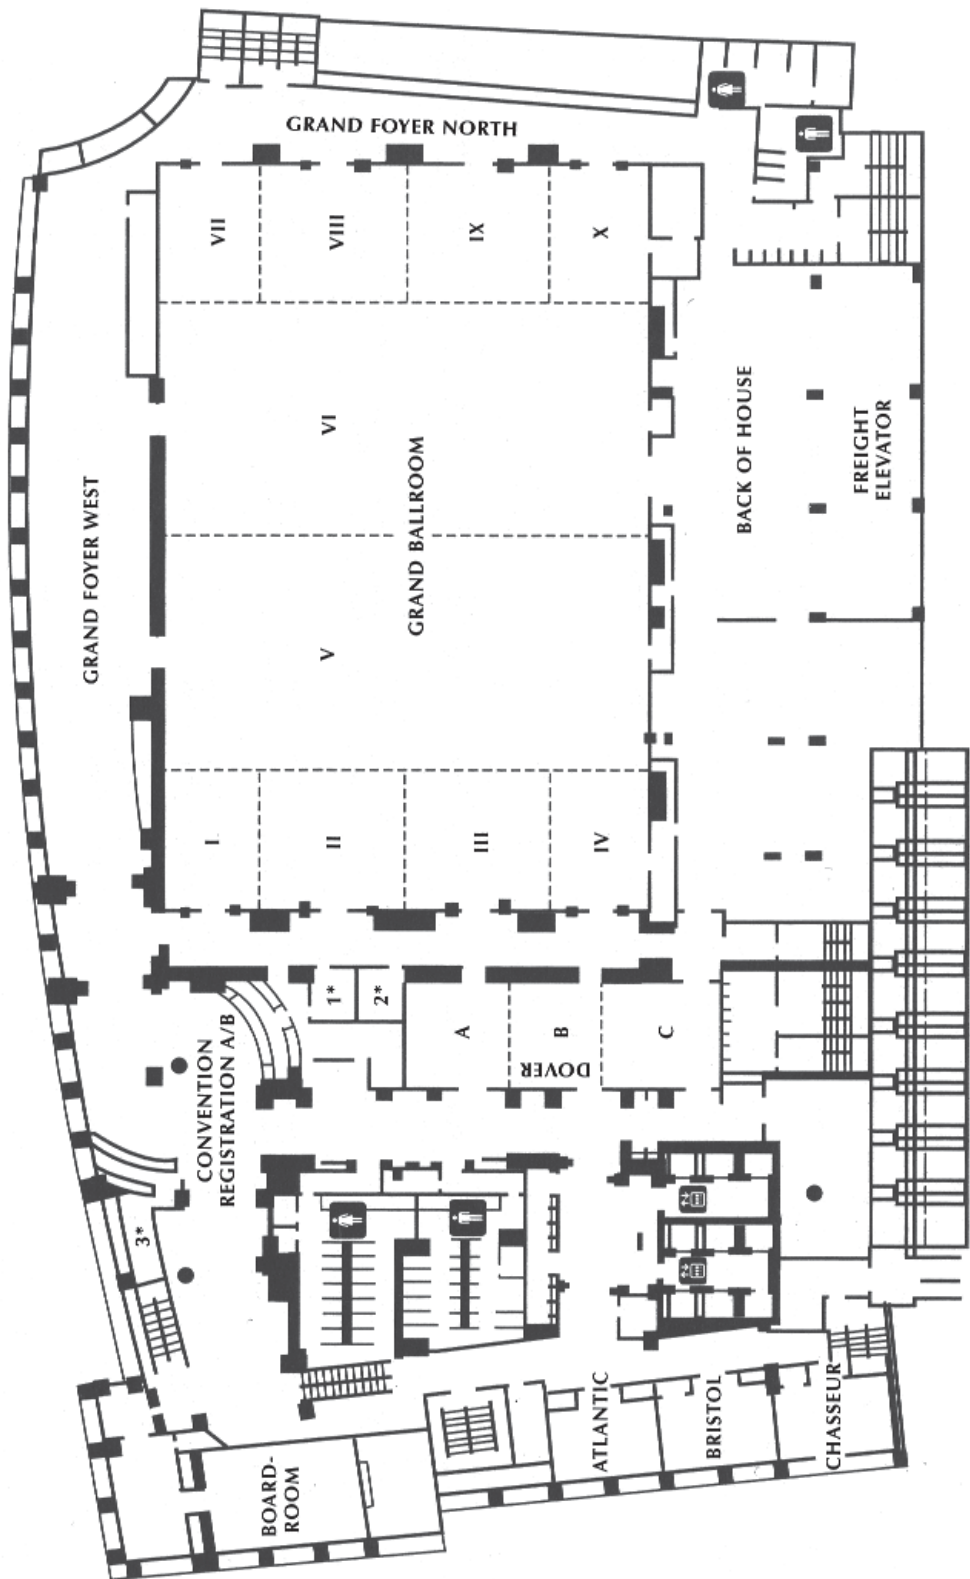 GRAND FOYER NORTH
VII
VIII
IX
X
VI
GRAND FOYER WEST
GRAND BALLROOM
BACK OF HOUSE
FREIGHT
ELEVATOR
V
I
II
III
IV
1*
2*
A
B
C
DOVER
CONVENTION
REGISTRATION A/B
3*
ATLANTIC
BRISTOL
CHASSEUR
BOARD-
ROOM